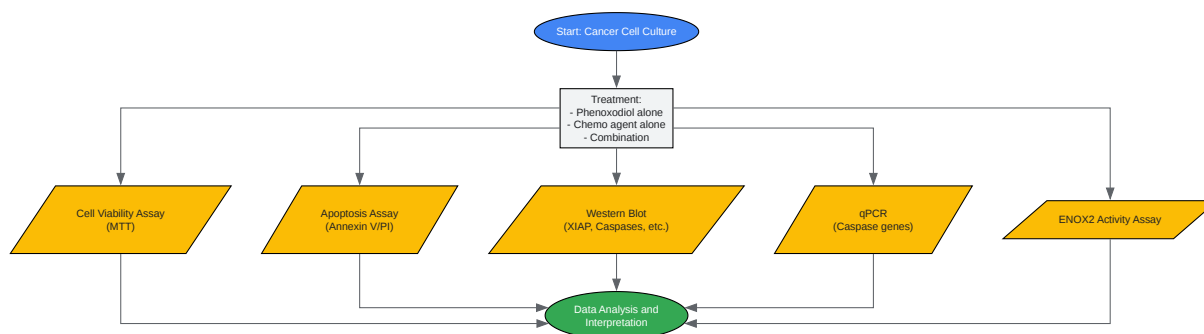 Start: Cancer Cell Culture
Treatment:
- Phenoxodiol alone
- Chemo agent alone
- Combination
Cell Viability Assay
(MTT)
Apoptosis Assay
(Annexin V/PI)
Western Blot
(XIAP, Caspases, etc.)
qPCR
(Caspase genes)
ENOX2 Activity Assay
Data Analysis and
Interpretation